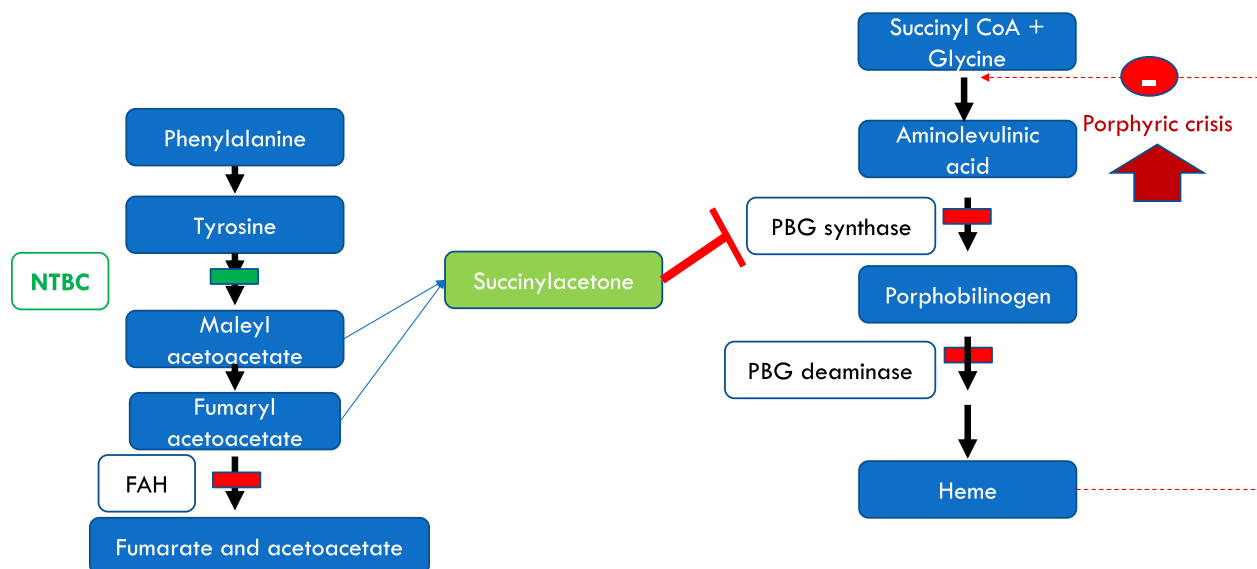 Phenylalanine
Tyrosine
NTBC
Maleyl
acetoacetate
Fumaryl
acetoacetate
FAH
Fumarate and acetoacetate
Succinylacetone
Succinyl CoA +
Glycine
-
Porphyric crisis
Aminolevulinic
acid
PBG synthase
Porphobilinogen
PBG deaminase
Heme